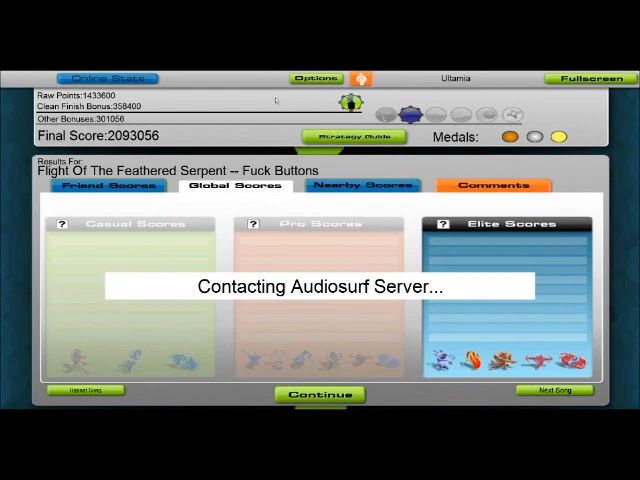 Online Stats
Options
Ultamia
Fullscreen
Raw Points:1433600
Clean Finish Bonus:358400
Other Bonuses:301056
Final Score:2093056
Strategy Guide
Medals:
Results For:
Flight Of The Feathered Serpent -- Fuck Buttons
Friend Scores
Global Scores
Nearby Scores
Comments
? Casual Scores
? Pro Scores
? Elite Scores
Contacting Audiosurf Server...
Repeat Song
Continue
Next Song